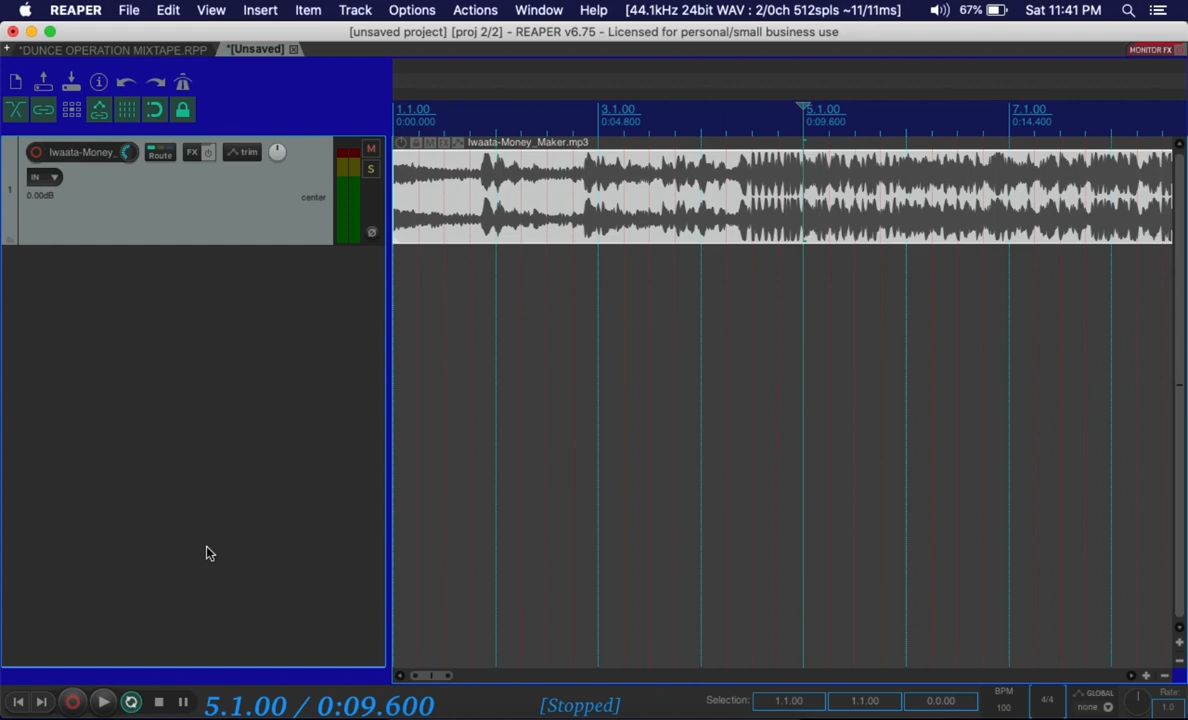 REAPER File Edit View Insert Item Track Options Actions Window Help [44.1kHz 24bit WAV : 2/0ch 512spls ~11/11ms] 67% Sat 11:41 PM
[unsaved project] [proj 2/2] - REAPER v6.75 - Licensed for personal/small business use
+ *DUNCE OPERATION MIXTAPE.RPP *[Unsaved] MONITOR FX
1.1.00 3.1.00 5.1.00 7.1.00
0:00.000 0:04.800 0:09.600 0:14.400
Iwaata-Money_Maker.mp3
Iwaata-Money_ Route FX trim M
IN S
1
0.00dB center
5.1.00 / 0:09.600 [Stopped] Selection: 1.1.00 1.1.00 0.0.00 BPM 100 4/4 GLOBAL none Rate: 1.0